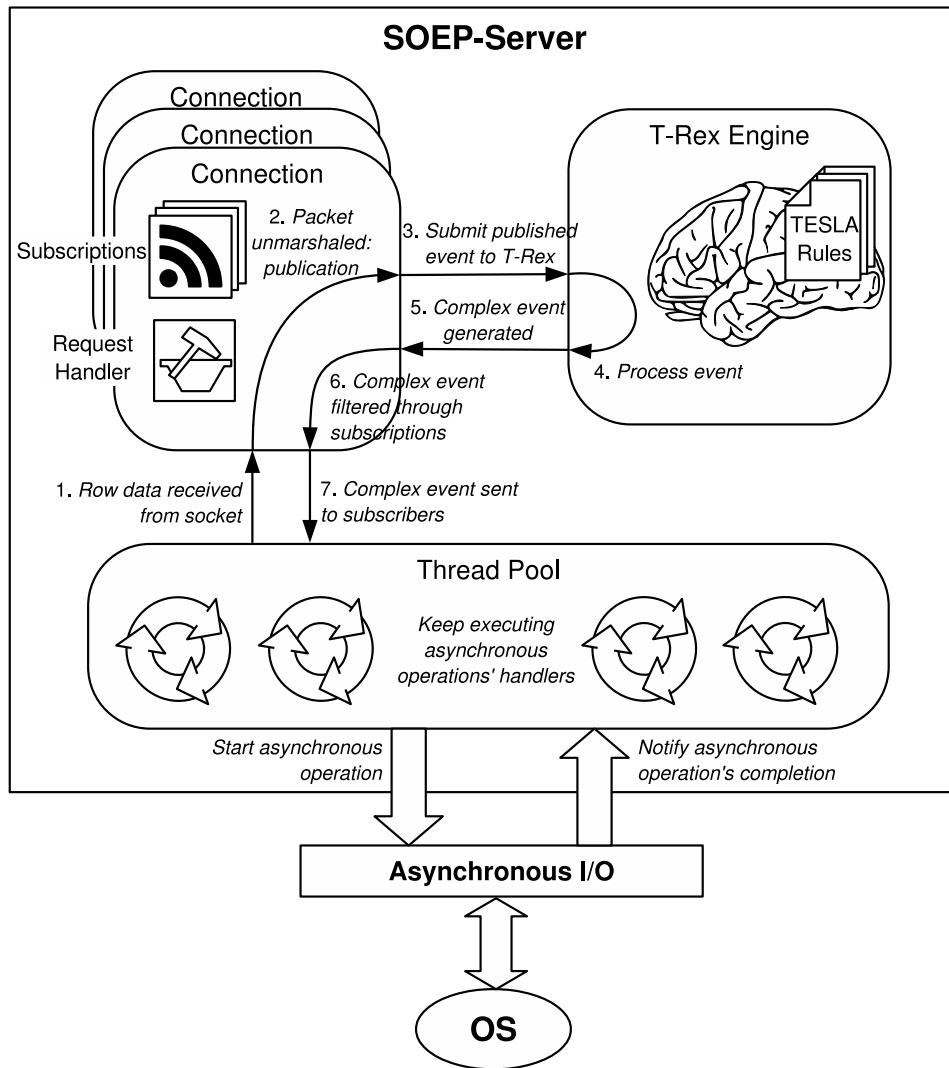 SOEP-Server
Connection
Connection
Connection
Subscriptions
Request
Handler
2. Packet
unmarshaled:
publication
3. Submit published
event to T-Rex
T-Rex Engine
TESLA
Rules
5. Complex event
generated
4. Process event
6. Complex event
filtered through
subscriptions
1. Row data received
from socket
7. Complex event sent
to subscribers
Thread Pool
Keep executing
asynchronous
operations' handlers
Start asynchronous
operation
Notify asynchronous
operation's completion
Asynchronous I/O
OS